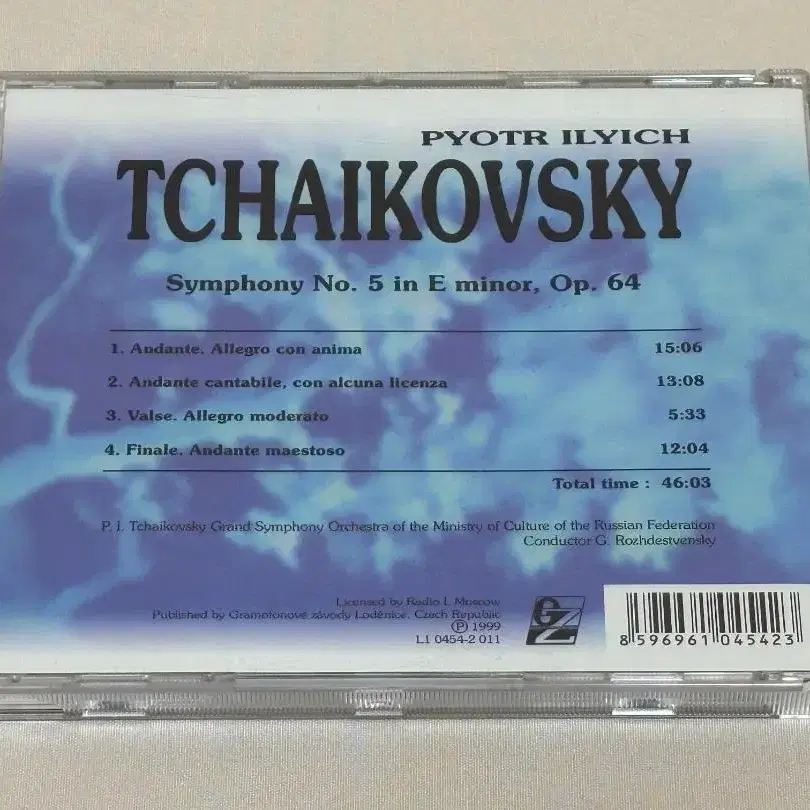 PYOTR ILYICH
TCHAIKOVSKY
Symphony No. 5 in E minor, Op. 64
1. Andante. Allegro con anima 15:06
2. Andante cantabile, con alcuna licenza 13:08
3. Valse. Allegro moderato 5:33
4. Finale. Andante maestoso 12:04
Total time : 46:03
P. I. Tchaikovsky Grand Symphony Orchestra of the Ministry of Culture of the Russian Federation
Conductor G. Rozhdestvensky
Licensed by Radio L Moscow
Published by Gramofonové závody Loděnice, Czech Republic
Ⓟ 1999
L1 0454-2 011
GZ
8 596961 045423